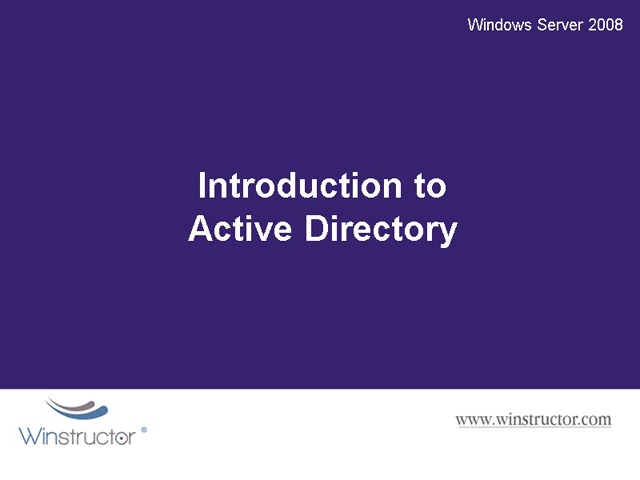 Windows Server 2008
Introduction to
Active Directory
Winstructor®
www.winstructor.com